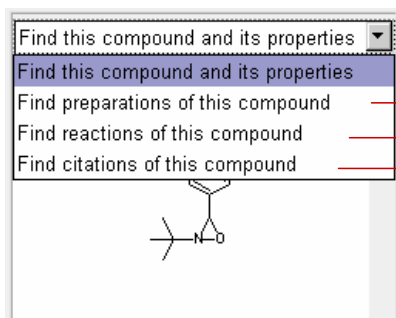 Find this compound and its properties
Find this compound and its properties
Find preparations of this compound
Find reactions of this compound
Find citations of this compound
N O